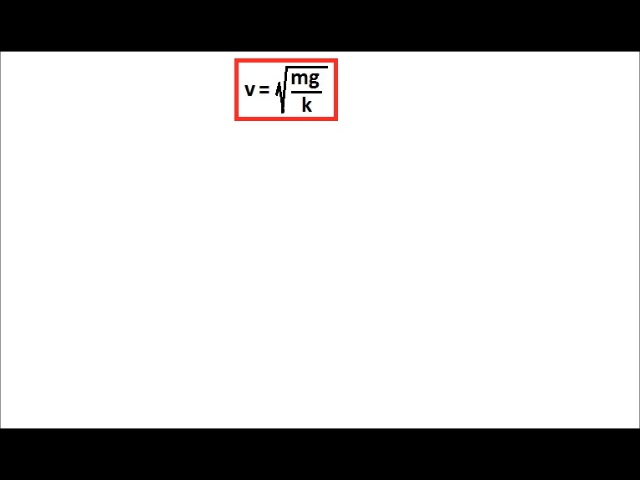 v = √(mg/k)